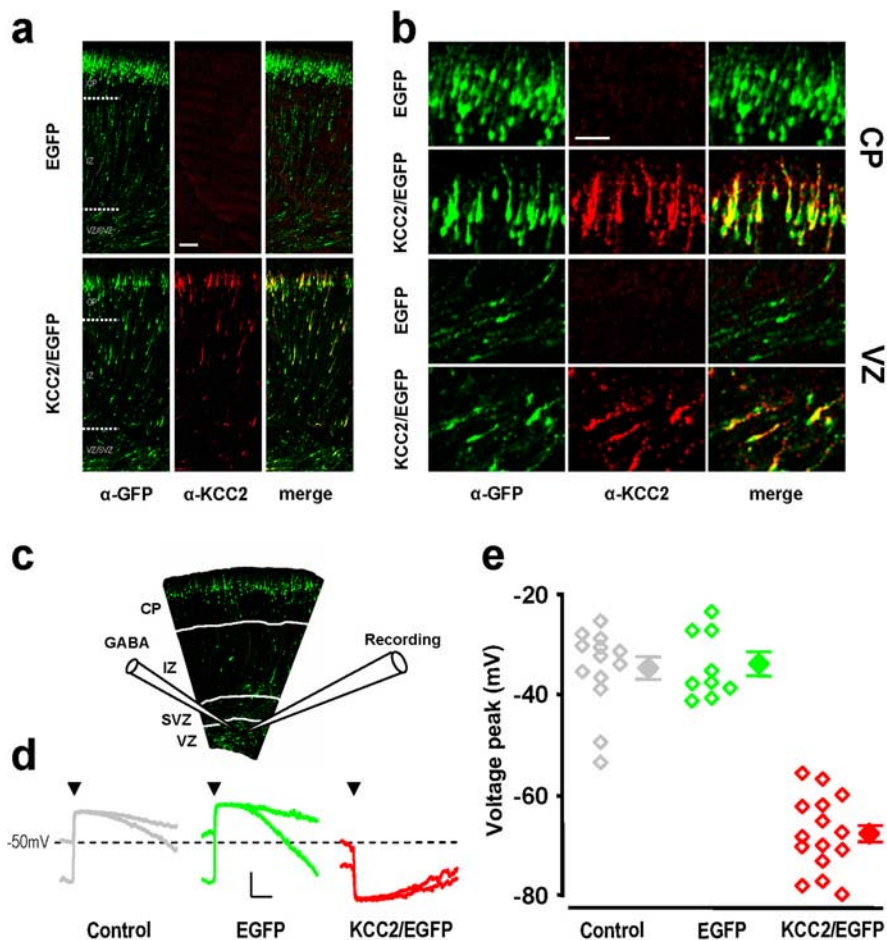 a
EGFP
CP
IZ
VZ/SVZ
KCC2/EGFP
CP
IZ
VZ/SVZ
α-GFP
α-KCC2
merge
b
EGFP
KCC2/EGFP
CP
EGFP
KCC2/EGFP
VZ
α-GFP
α-KCC2
merge
c
CP
GABA
IZ
SVZ
VZ
Recording
d
-50mV
Control
EGFP
KCC2/EGFP
e
Voltage peak (mV)
-20
-40
-60
-80
Control
EGFP
KCC2/EGFP